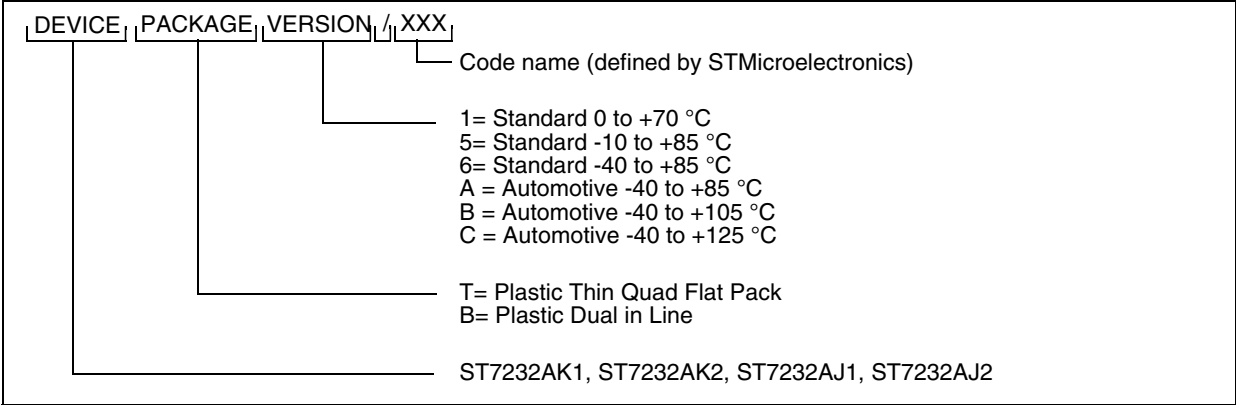 DEVICE PACKAGE VERSION / XXX
Code name (defined by STMicroelectronics)
1= Standard 0 to +70 °C
5= Standard -10 to +85 °C
6= Standard -40 to +85 °C
A = Automotive -40 to +85 °C
B = Automotive -40 to +105 °C
C = Automotive -40 to +125 °C
T= Plastic Thin Quad Flat Pack
B= Plastic Dual in Line
ST7232AK1, ST7232AK2, ST7232AJ1, ST7232AJ2